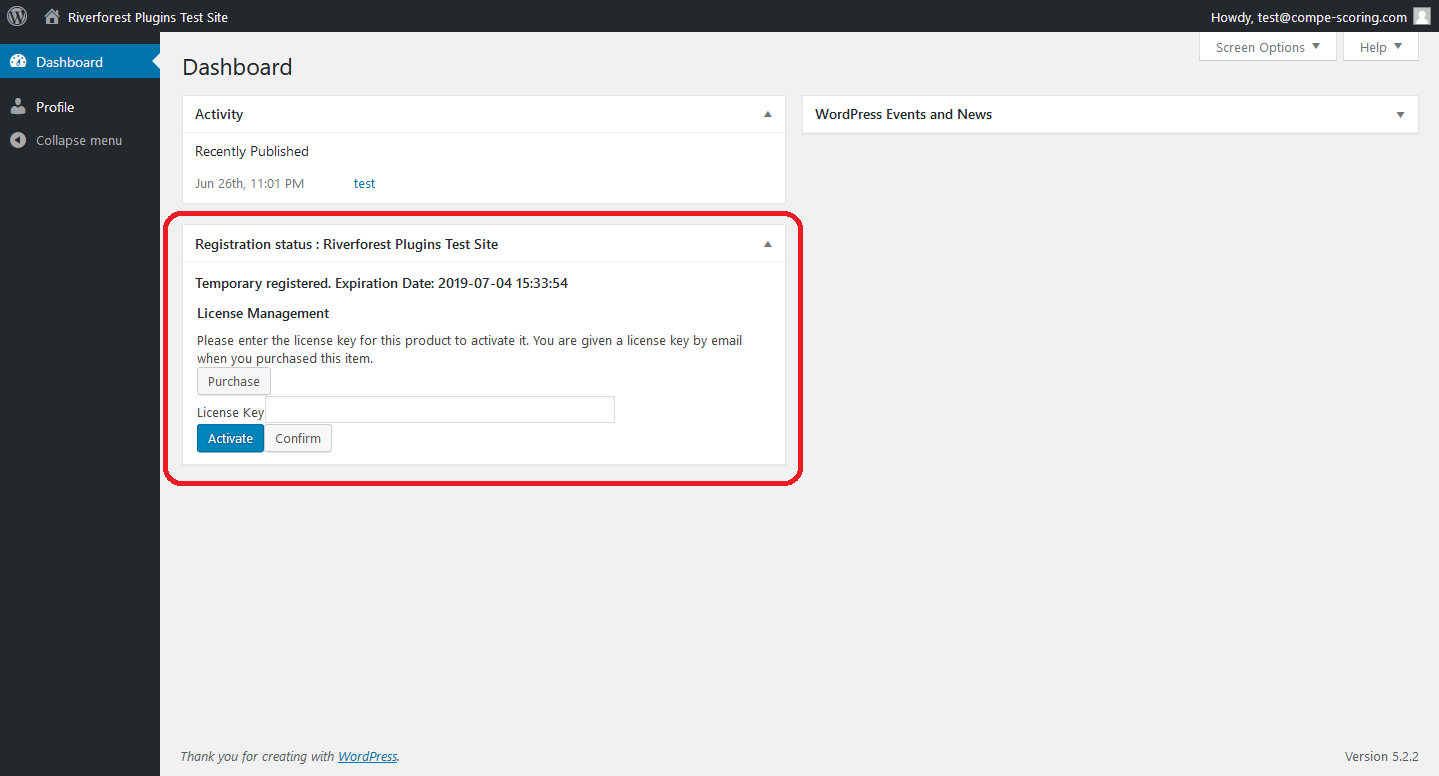 Riverforest Plugins Test Site
Howdy, test@compe-scoring.com
Dashboard
Profile
Collapse menu
Screen Options
Help
Dashboard
Activity
Recently Published
Jun 26th, 11:01 PM test
WordPress Events and News
Registration status : Riverforest Plugins Test Site
Temporary registered. Expiration Date: 2019-07-04 15:33:54
License Management
Please enter the license key for this product to activate it. You are given a license key by email
when you purchased this item.
Purchase
License Key
Activate Confirm
Thank you for creating with WordPress.
Version 5.2.2